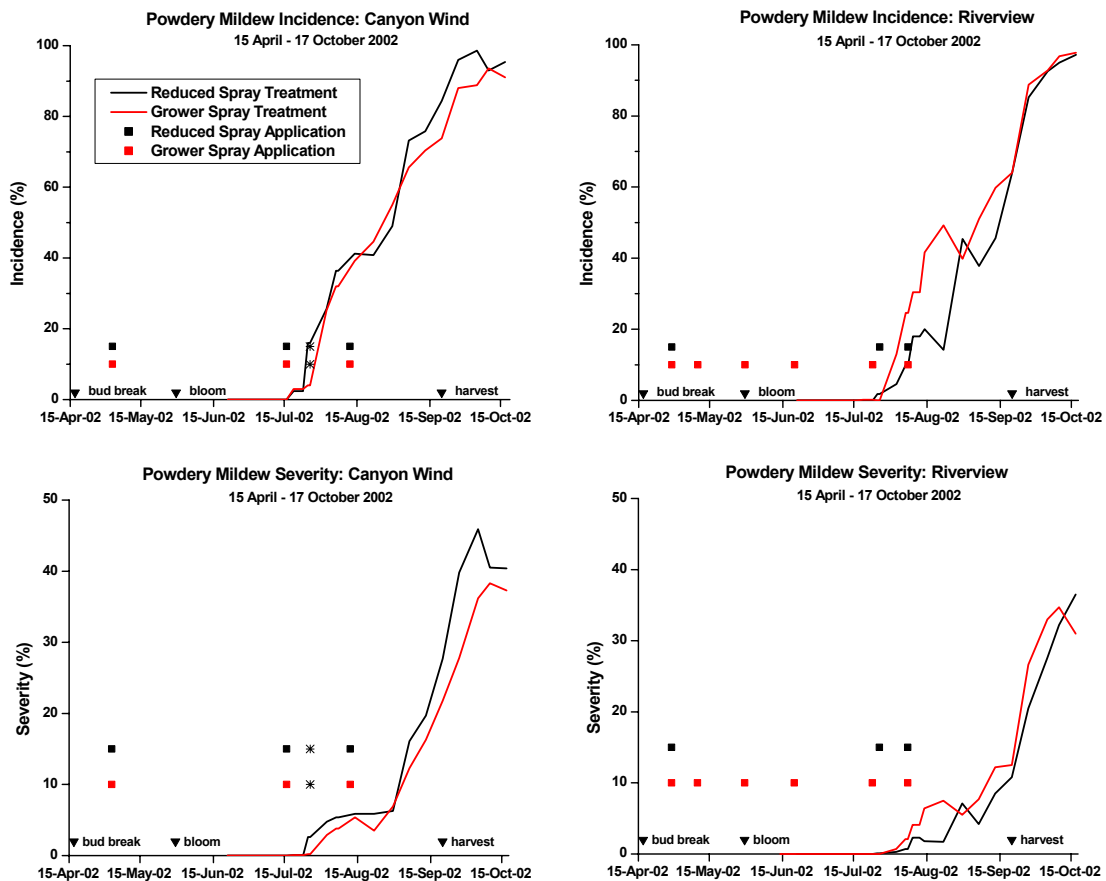 Powdery Mildew Incidence: Canyon Wind
15 April - 17 October 2002
100
80
60
40
20
0
Incidence (%)
Reduced Spray Treatment
Grower Spray Treatment
Reduced Spray Application
Grower Spray Application
bud break
bloom
harvest
15-Apr-02 15-May-02 15-Jun-02 15-Jul-02 15-Aug-02 15-Sep-02 15-Oct-02
Powdery Mildew Incidence: Riverview
15 April - 17 October 2002
100
80
60
40
20
0
Incidence (%)
bud break
bloom
harvest
15-Apr-02 15-May-02 15-Jun-02 15-Jul-02 15-Aug-02 15-Sep-02 15-Oct-02
Powdery Mildew Severity: Canyon Wind
15 April - 17 October 2002
50
40
30
20
10
0
Severity (%)
bud break
bloom
harvest
15-Apr-02 15-May-02 15-Jun-02 15-Jul-02 15-Aug-02 15-Sep-02 15-Oct-02
Powdery Mildew Severity: Riverview
15 April - 17 October 2002
50
40
30
20
10
0
Severity (%)
bud break
bloom
harvest
15-Apr-02 15-May-02 15-Jun-02 15-Jul-02 15-Aug-02 15-Sep-02 15-Oct-02